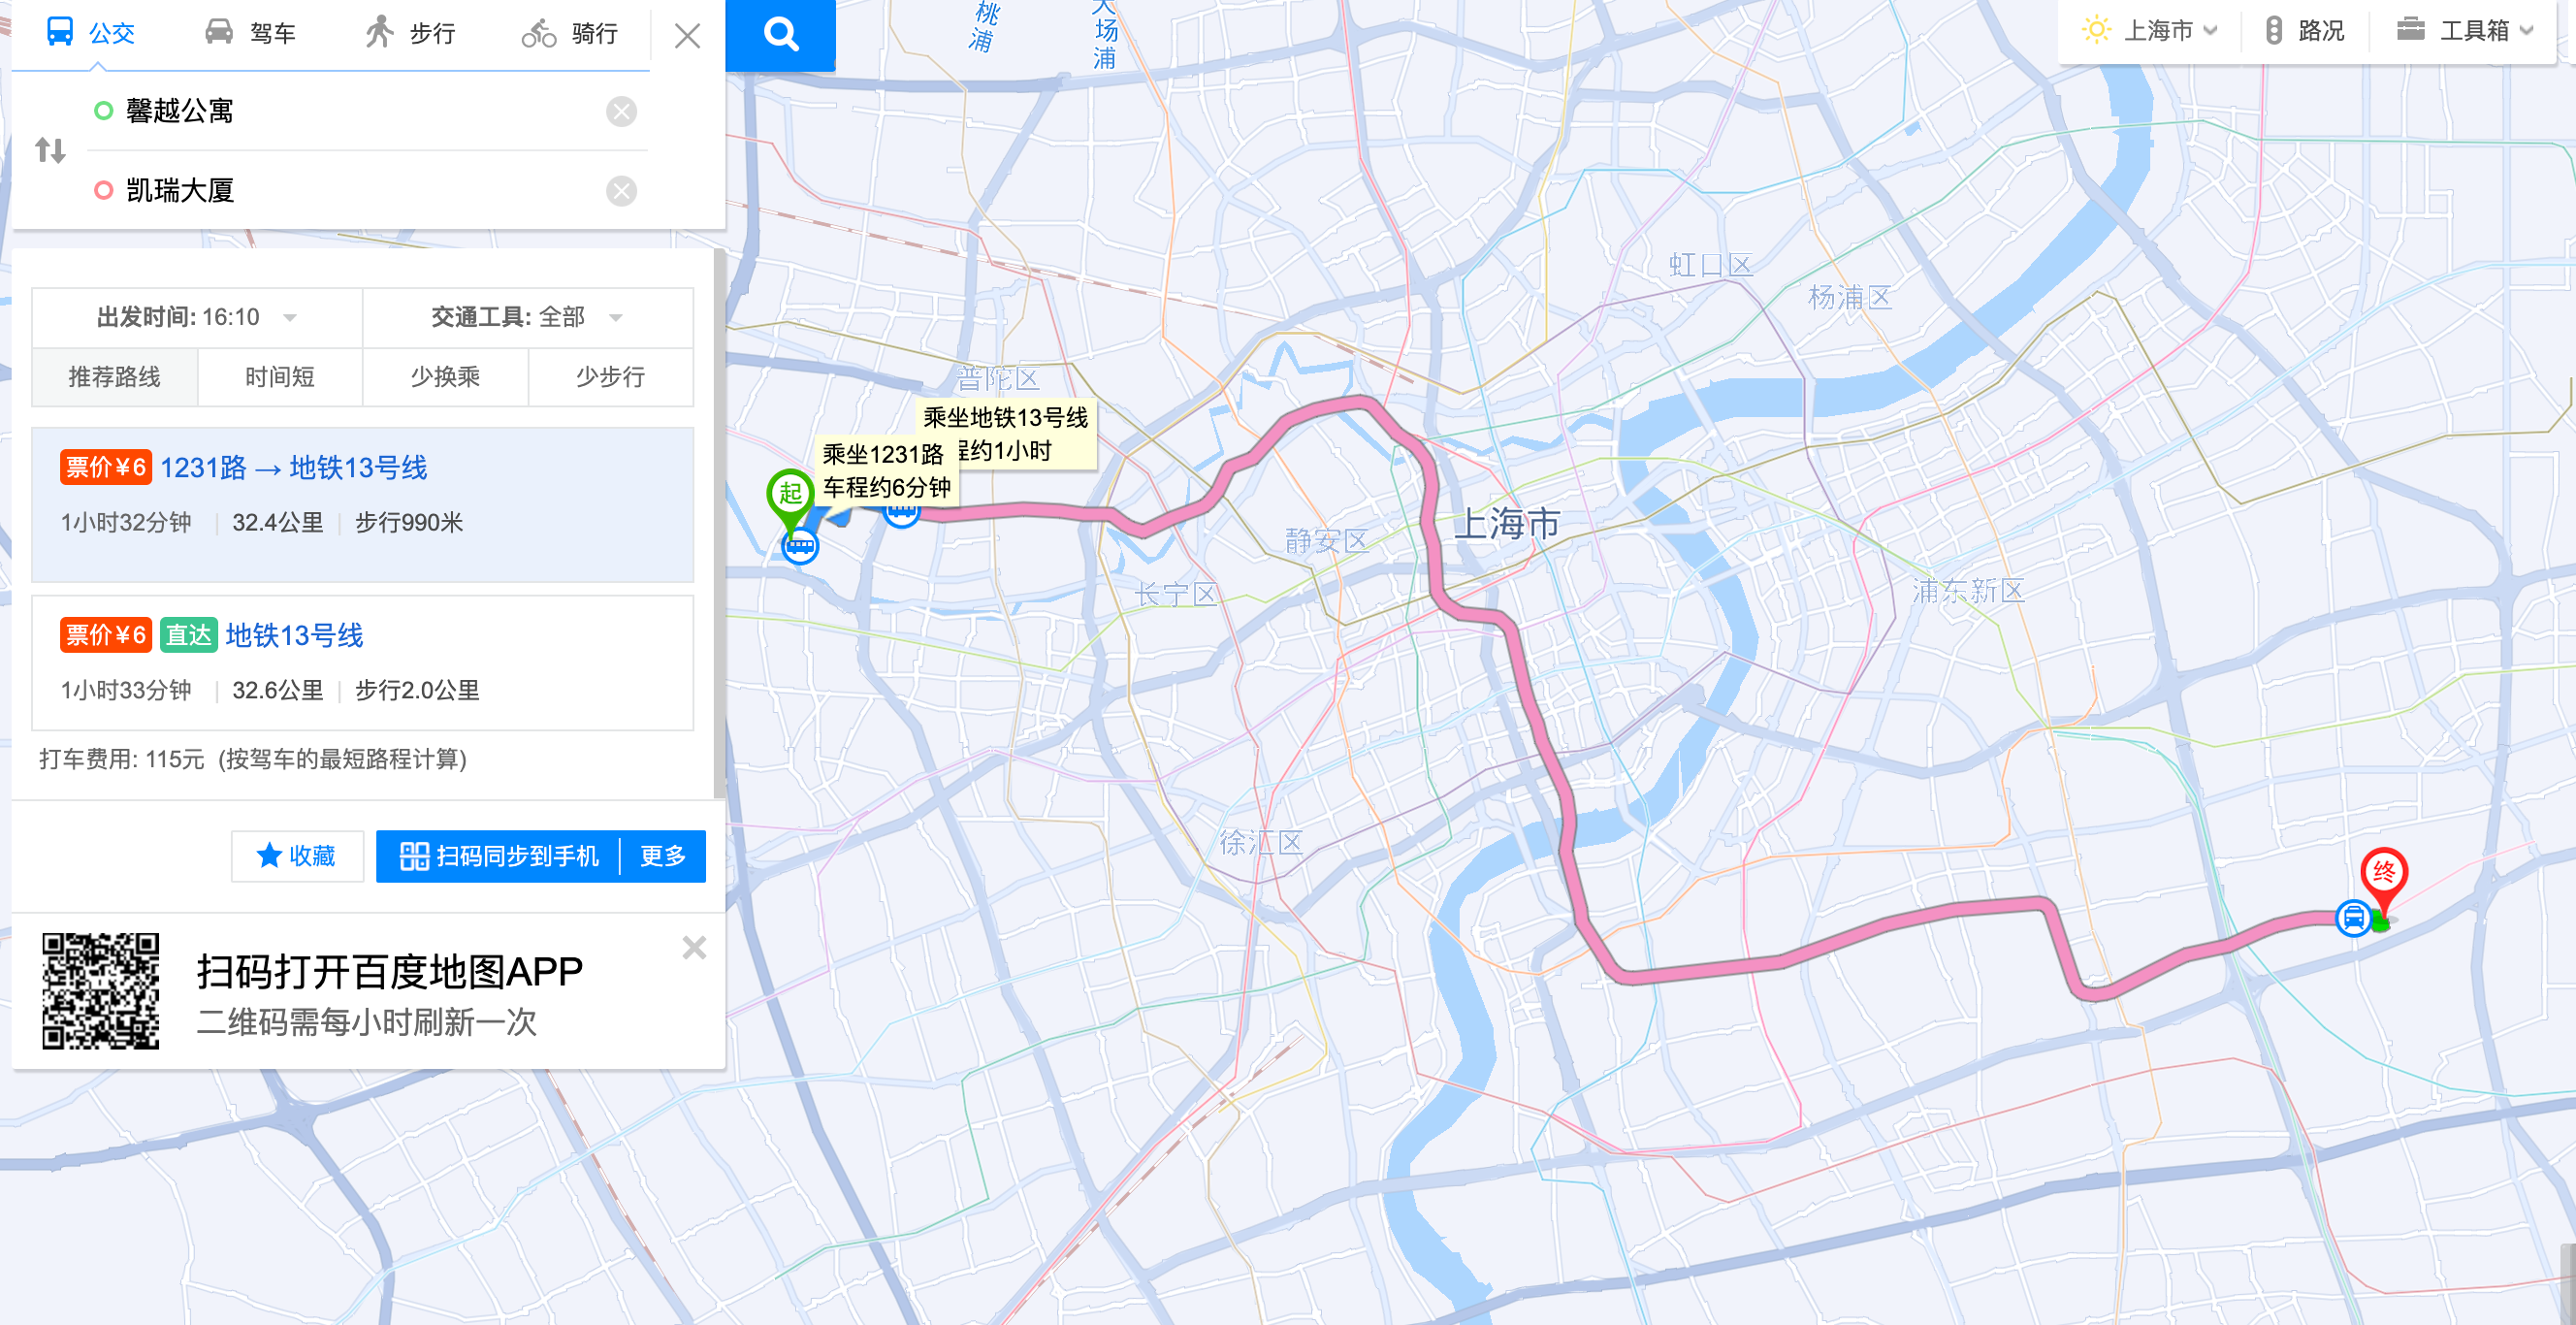 公交 驾车 步行 骑行
馨越公寓
凯瑞大厦
出发时间: 16:10 交通工具: 全部
推荐路线 时间短 少换乘 少步行
票价¥6 1231路 → 地铁13号线
1小时32分钟 | 32.4公里 | 步行990米
票价¥6 直达 地铁13号线
1小时33分钟 | 32.6公里 | 步行2.0公里
打车费用: 115元 (按驾车的最短路程计算)
收藏 扫码同步到手机 | 更多
扫码打开百度地图APP
二维码需每小时刷新一次
上海市 路况 工具箱
桃浦
大场浦
虹口区
杨浦区
普陀区
乘坐地铁13号线
程约1小时
乘坐1231路
车程约6分钟
起
上海市
静安区
长宁区
浦东新区
徐汇区
终